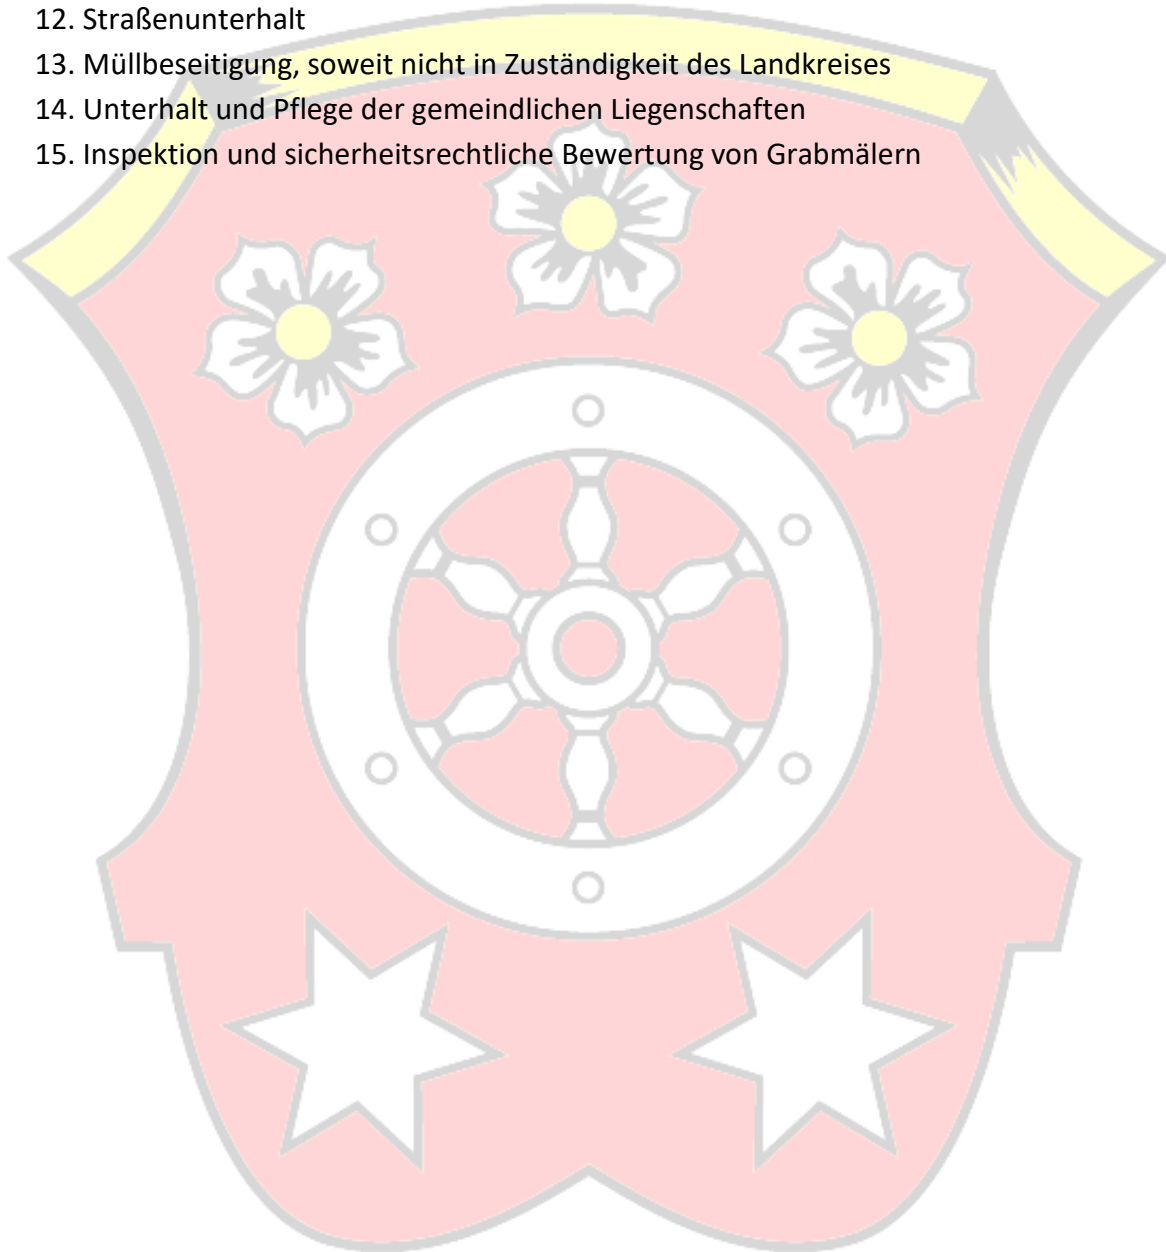 12. Straßenunterhalt
13. Müllbeseitigung, soweit nicht in Zuständigkeit des Landkreises
14. Unterhalt und Pflege der gemeindlichen Liegenschaften
15. Inspektion und sicherheitsrechtliche Bewertung von Grabmälern